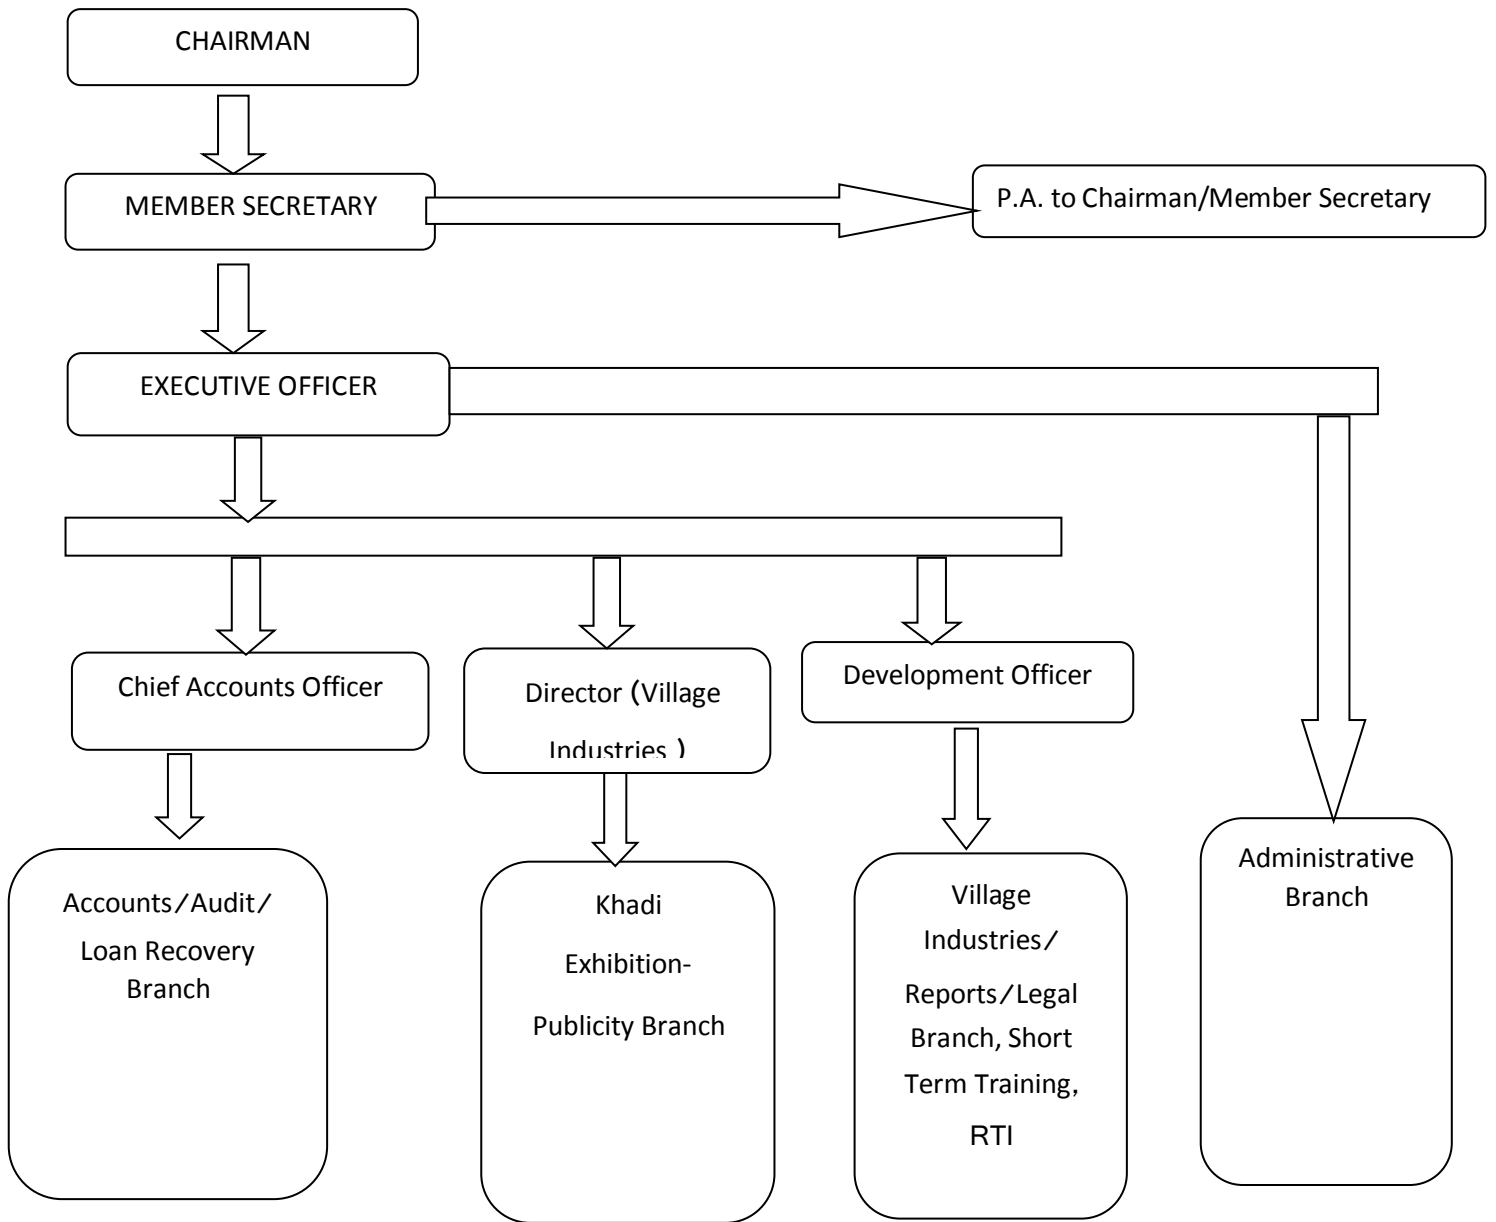 CHAIRMAN
MEMBER SECRETARY
P.A. to Chairman/Member Secretary
EXECUTIVE OFFICER
Chief Accounts Officer
Director (Village
Industries )
Development Officer
Accounts/Audit/
Loan Recovery
Branch
Khadi
Exhibition-
Publicity Branch
Village
Industries/
Reports/Legal
Branch, Short
Term Training,
RTI
Administrative
Branch